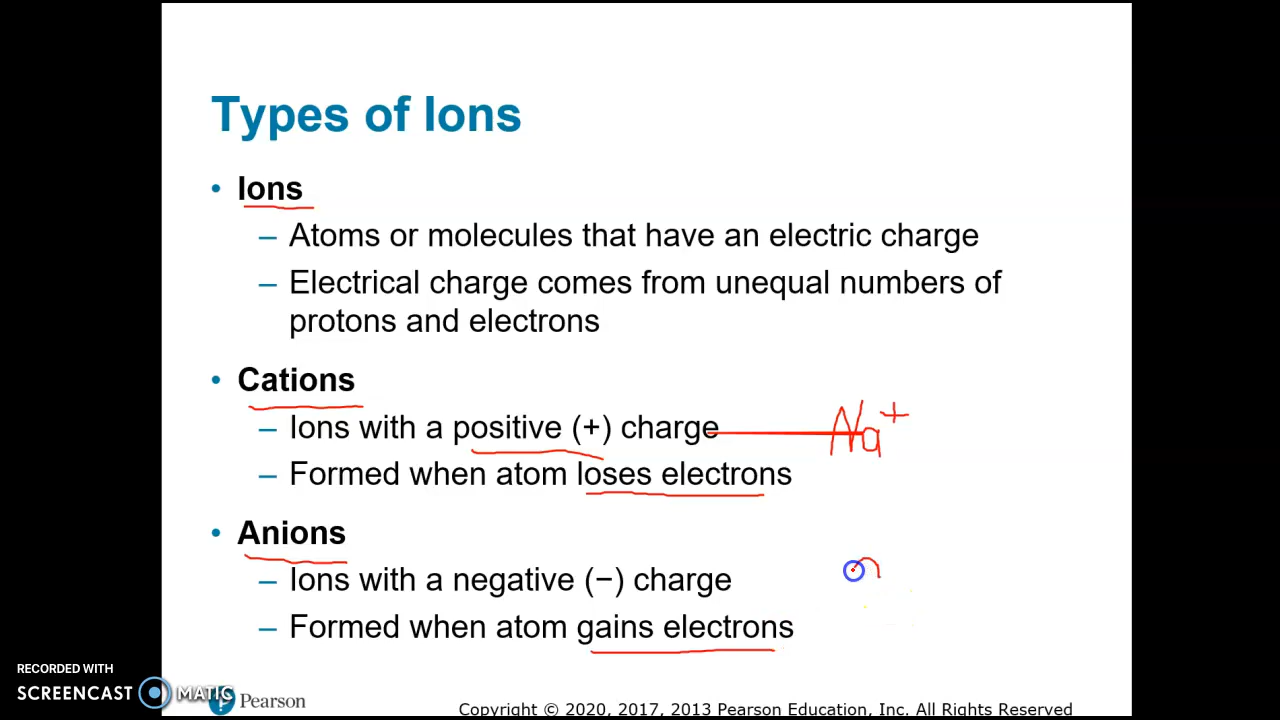 Types of Ions
• Ions
– Atoms or molecules that have an electric charge
– Electrical charge comes from unequal numbers of
protons and electrons
• Cations
– Ions with a positive (+) charge Na+
– Formed when atom loses electrons
• Anions
– Ions with a negative (−) charge
– Formed when atom gains electrons
RECORDED WITH
SCREENCAST MATIC
Pearson
Copyright © 2020, 2017, 2013 Pearson Education, Inc. All Rights Reserved